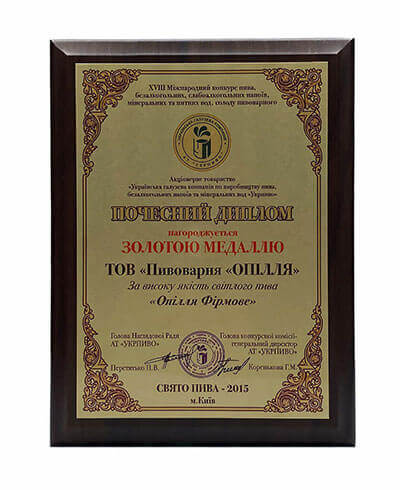 XVIII Міжнародний конкурс пива,
безалкогольних, слабоалкогольних напоїв,
мінеральних та питних вод, солоду пивоварного
Акціонерне товариство
«Українська галузева компанія по виробництву пива,
безалкогольних напоїв та мінеральних вод «Укрпиво»
ПОЧЕСНИЙ ДИПЛОМ
нагороджується
ЗОЛОТОЮ МЕДАЛЛЮ
ТОВ «Пивоварня «ОПІЛЛЯ»
За високу якість світлого пива
«Опілля Фірмове»
Голова Наглядової Ради
АТ «УКРПИВО»
Голова конкурсної комісії-
генеральний директор
АТ «УКРПИВО»
Перетятько П.В.
Коренькова Г.М.
СВЯТО ПИВА - 2015
м.Київ